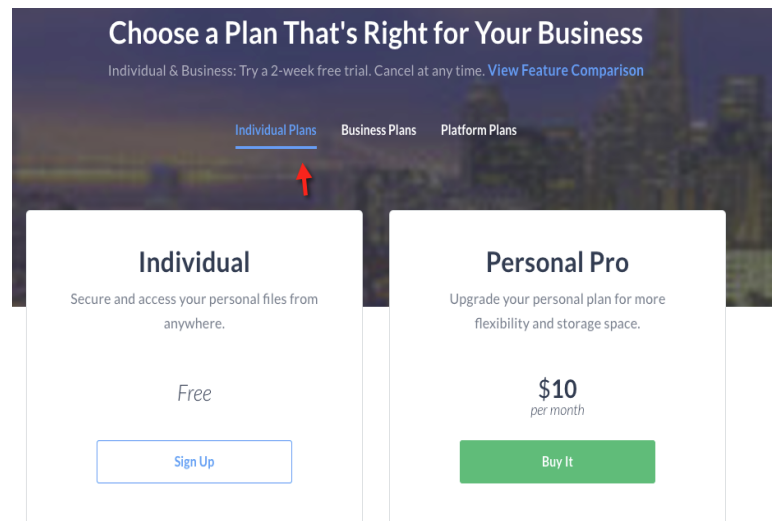 Choose a Plan That's Right for Your Business
Individual & Business: Try a 2-week free trial. Cancel at any time. View Feature Comparison
Individual Plans Business Plans Platform Plans
Individual
Secure and access your personal files from
anywhere.
Free
Sign Up
Personal Pro
Upgrade your personal plan for more
flexibility and storage space.
$10
per month
Buy It